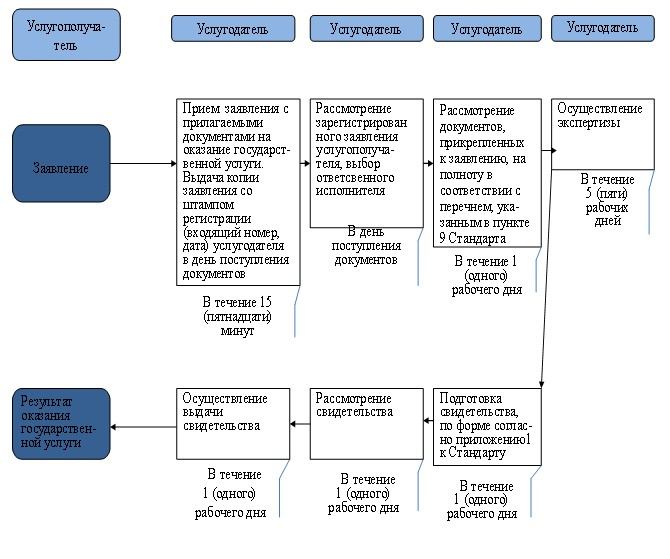 Услугополуча-
тель
Услугодатель
Услугодатель
Услугодатель
Услугодатель
Заявление
Прием заявления с
прилагаемыми
документами на
оказание государст-
венной услуги.
Выдача копии
заявления со
штампом
регистрации
(входящий номер,
дата) услугодателя
в день поступления
документов
В течение 15
(пятнадцати)
минут
Рассмотрение
зарегистрирован
ного заявления
услугополуча-
теля, выбор
ответсвенного
исполнителя
В день
поступления
документов
Рассмотрение
документов,
прикрепленных
к заявлению, на
полноту в
соответствии с
перечнем, ука-
занным в пункте
9 Стандарта
В течение 1
(одного)
рабочего дня
Осуществление
экспертизы
В течение
5 (пяти)
рабочих
дней
Результат
оказания
государствен-
ной услуги
Осуществление
выдачи
свидетельства
В течение
1 (одного)
рабочего дня
Рассмотрение
свидетельства
В течение
1 (одного)
рабочего дня
Подготовка
свидетельства,
по форме соглас-
но приложению1
к Стандарту
В течение
1 (одного)
рабочего дня